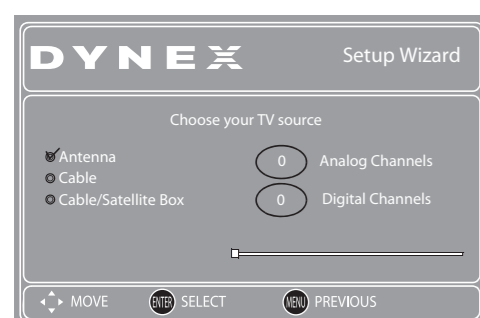 DYNEX
Setup Wizard
Choose your TV source
Antenna
Cable
Cable/Satellite Box
0 Analog Channels
0 Digital Channels
MOVE ENTER SELECT MENU PREVIOUS